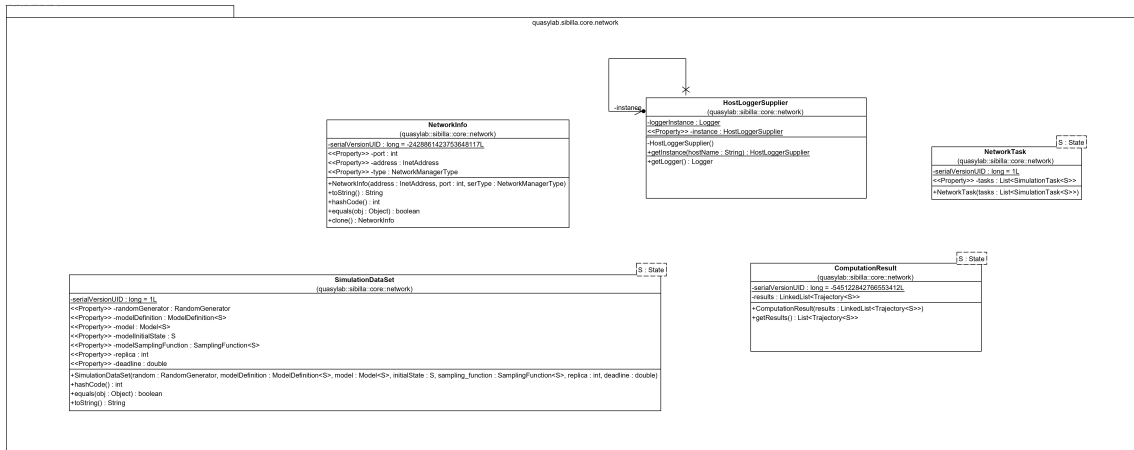 quasylab.sibilla.core.network
-instance
HostLoggerSupplier
(quasylab::sibilla::core::network)
-loggerInstance : Logger
<<Property>> -instance : HostLoggerSupplier
-HostLoggerSupplier()
+getInstance(hostName : String) : HostLoggerSupplier
+getLogger() : Logger
NetworkInfo
(quasylab::sibilla::core::network)
-serialVersionUID : long = -2428861423753648117L
<<Property>> -port : int
<<Property>> -address : InetAddress
<<Property>> -type : NetworkManagerType
+NetworkInfo(address : InetAddress, port : int, serType : NetworkManagerType)
+toString() : String
+hashCode() : int
+equals(obj : Object) : boolean
+clone() : NetworkInfo
S : State
NetworkTask
(quasylab::sibilla::core::network)
-serialVersionUID : long = 1L
<<Property>> -tasks : List<SimulationTask<S>>
+NetworkTask(tasks : List<SimulationTask<S>>)
S : State
SimulationDataSet
(quasylab::sibilla::core::network)
-serialVersionUID : long = 1L
<<Property>> -randomGenerator : RandomGenerator
<<Property>> -modelDefinition : ModelDefinition<S>
<<Property>> -model : Model<S>
<<Property>> -modelInitialState : S
<<Property>> -modelSamplingFunction : SamplingFunction<S>
<<Property>> -replica : int
<<Property>> -deadline : double
+SimulationDataSet(random : RandomGenerator, modelDefinition : ModelDefinition<S>, model : Model<S>, initialState : S, sampling_function : SamplingFunction<S>, replica : int, deadline : double)
+hashCode() : int
+equals(obj : Object) : boolean
+toString() : String
S : State
ComputationResult
(quasylab::sibilla::core::network)
-serialVersionUID : long = -545122842766553412L
-results : LinkedList<Trajectory<S>>
+ComputationResult(results : LinkedList<Trajectory<S>>)
+getResults() : List<Trajectory<S>>